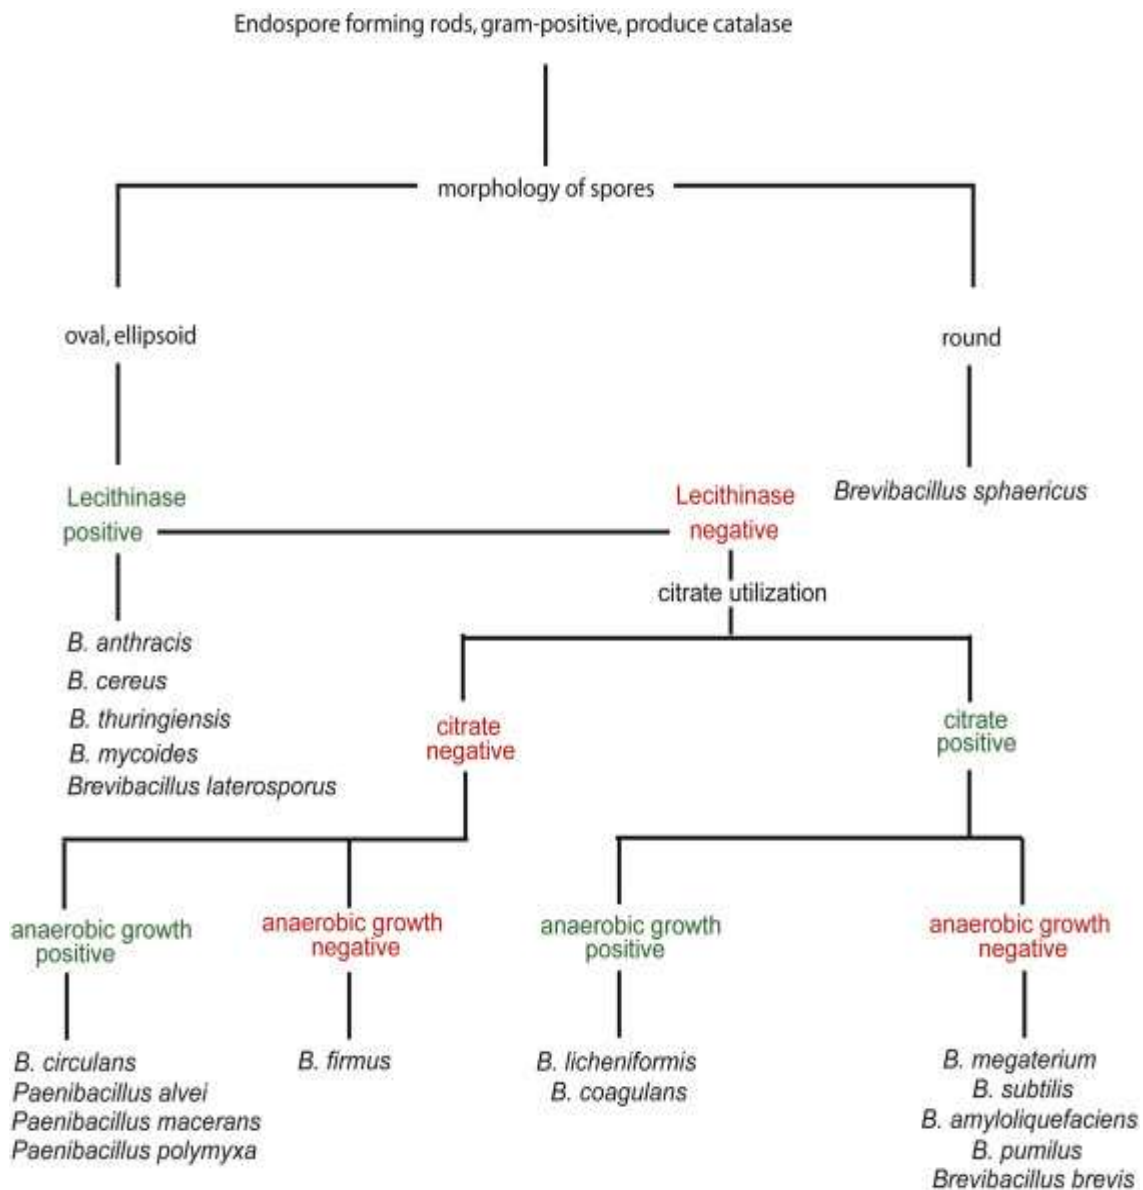 Endospore forming rods, gram-positive, produce catalase
morphology of spores
oval, ellipsoid
round
Lecithinase
positive
Lecithinase
negative
Brevibacillus sphaericus
citrate utilization
B. anthracis
B. cereus
B. thuringiensis
B. mycoides
Brevibacillus laterosporus
citrate
negative
citrate
positive
anaerobic growth
positive
anaerobic growth
negative
anaerobic growth
positive
anaerobic growth
negative
B. circulans
Paenibacillus alvei
Paenibacillus macerans
Paenibacillus polymyxa
B. firmus
B. licheniformis
B. coagulans
B. megaterium
B. subtilis
B. amyloliquefaciens
B. pumilus
Brevibacillus brevis